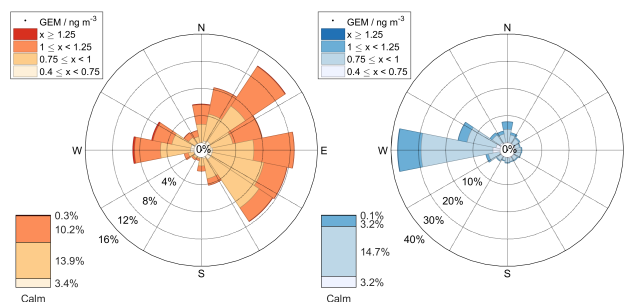 GEM / ng m-3
x ≥ 1.25
1 ≤ x < 1.25
0.75 ≤ x < 1
0.4 ≤ x < 0.75
N
W
0%
E
4%
8%
12%
16%
S
0.3%
10.2%
13.9%
3.4%
Calm
GEM / ng m-3
x ≥ 1.25
1 ≤ x < 1.25
0.75 ≤ x < 1
0.4 ≤ x < 0.75
N
W
0%
E
10%
20%
30%
40%
S
0.1%
3.2%
14.7%
3.2%
Calm